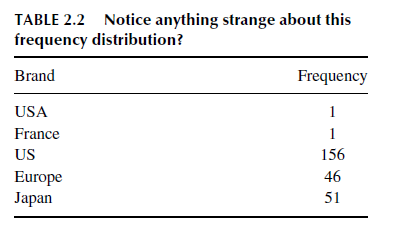 TABLE 2.2 Notice anything strange about this
frequency distribution?
Brand Frequency
USA 1
France 1
US 156
Europe 46
Japan 51